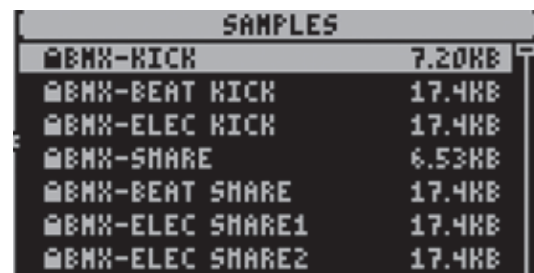 SAMPLES
BMX-KICK 7.20KB
BMX-BEAT KICK 17.4KB
BMX-ELEC KICK 17.4KB
BMX-SNARE 6.53KB
BMX-BEAT SNARE 17.4KB
BMX-ELEC SNARE1 17.4KB
BMX-ELEC SNARE2 17.4KB